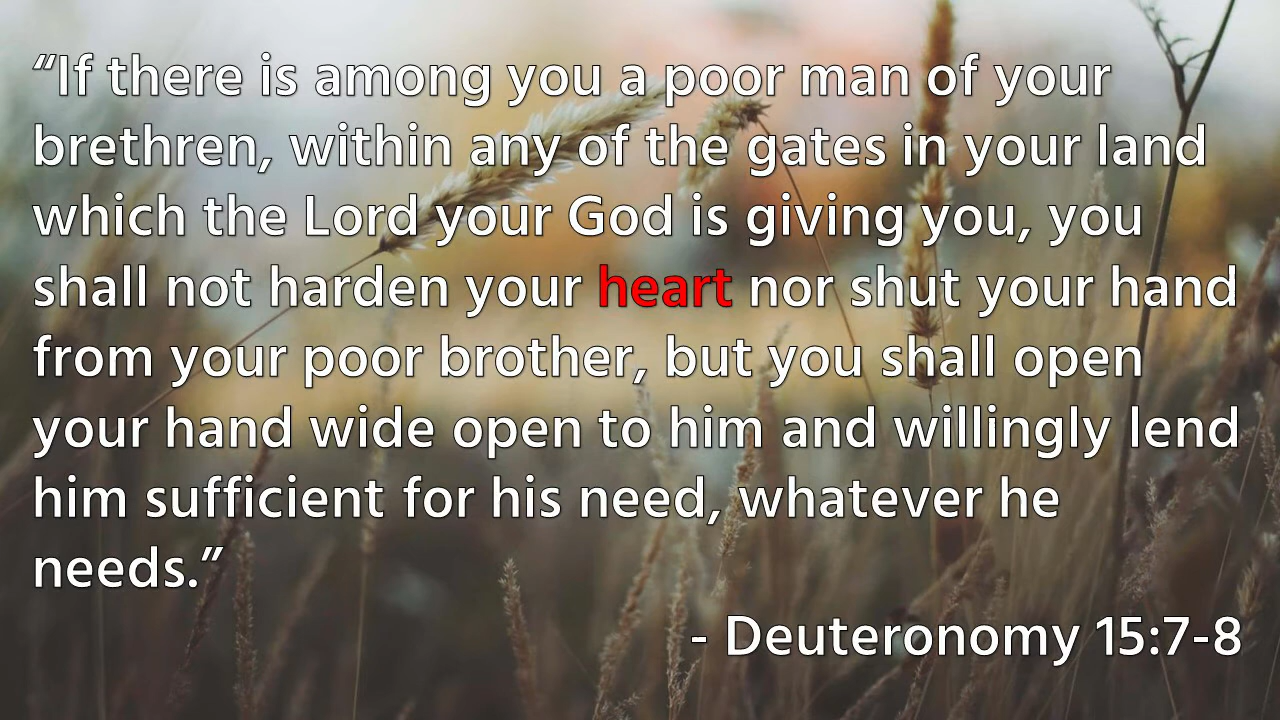 “If there is among you a poor man of your
brethren, within any of the gates in your land
which the Lord your God is giving you, you
shall not harden your heart nor shut your hand
from your poor brother, but you shall open
your hand wide open to him and willingly lend
him sufficient for his need, whatever he
needs.”
- Deuteronomy 15:7-8